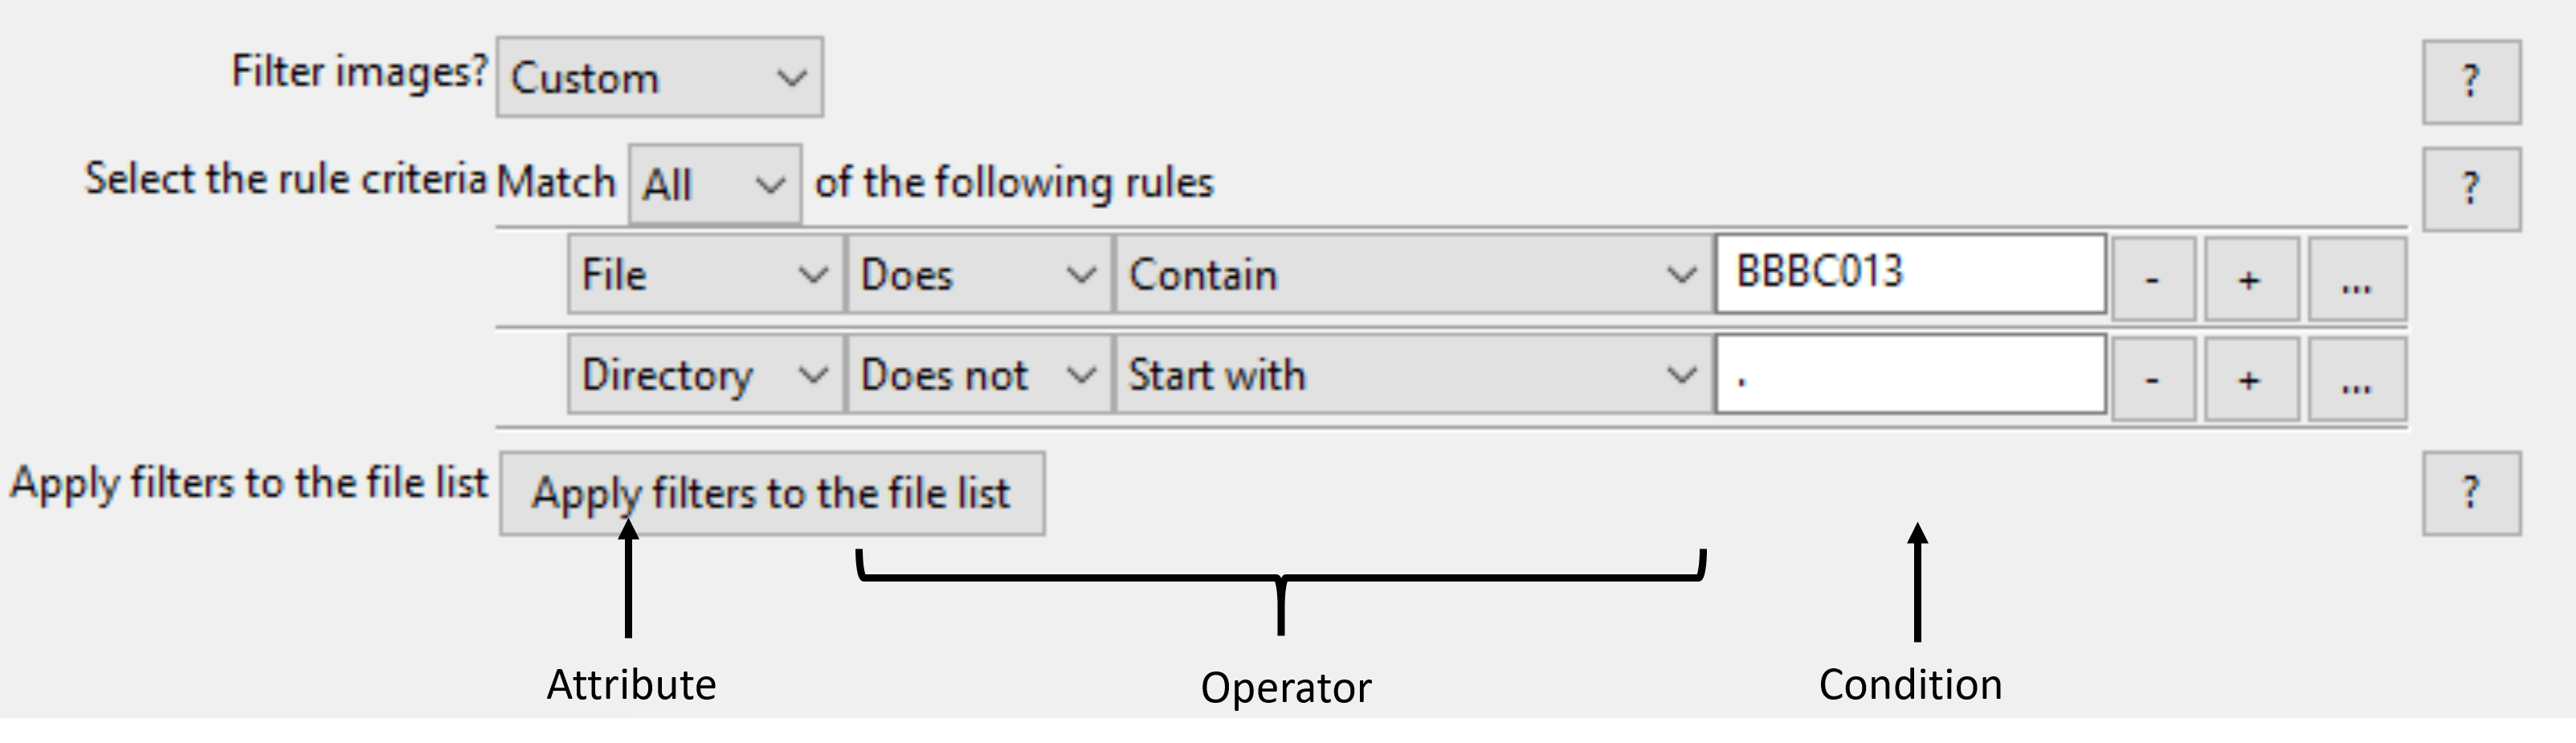 Filter images? Custom ?
Select the rule criteria Match All of the following rules ?
File Does Contain BBBC013 - + ...
Directory Does not Start with . - + ...
Apply filters to the file list Apply filters to the file list ?
Attribute Operator Condition